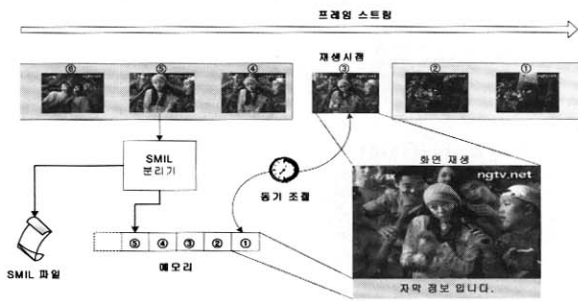 프레임 스트림
재생시점
⑥ ⑤ ④ ③ ② ①
SMIL
분리기
동기 조절
화면 재생
ngtv.net
⑤ ④ ③ ② ①
메모리
SMIL 파일
자막 정보 입니다.